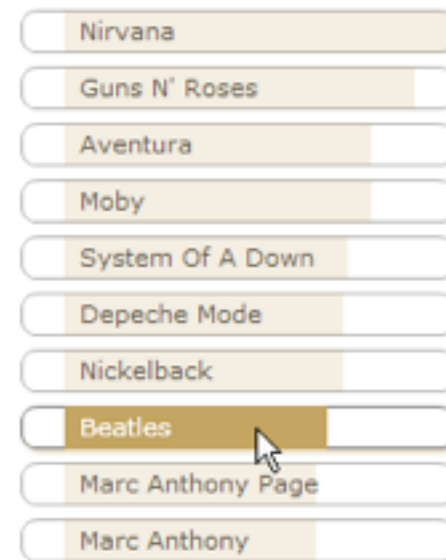 Nirvana
Guns N' Roses
Aventura
Moby
System Of A Down
Depeche Mode
Nickelback
Beatles
Marc Anthony Page
Marc Anthony